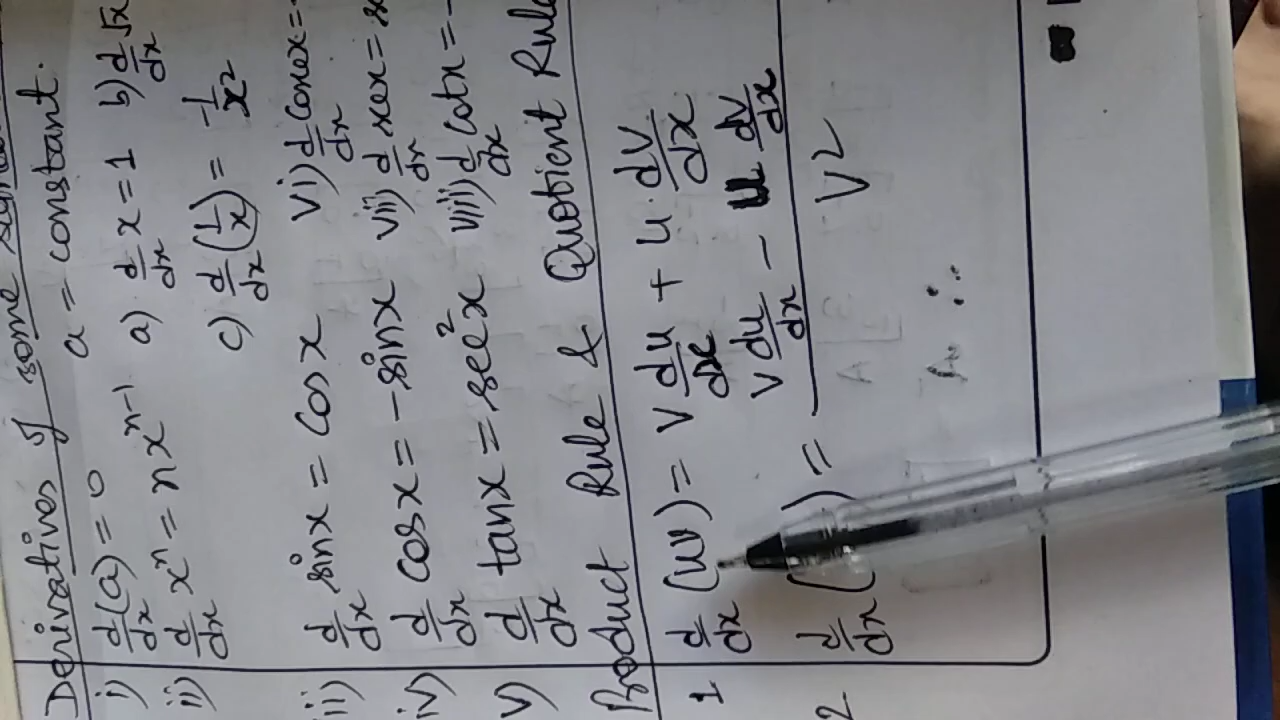 Derivatives of some
i) d/dx (a) = 0 a = constant.
ii) d/dx xⁿ = nxⁿ⁻¹ a) d/dx x = 1 b) d/dx √x
c) d/dx (1/x) = -1/x²
iii) d/dx sinx = cosx vi) d/dx cosecx =
iv) d/dx cosx = -sinx vii) d/dx secx =
v) d/dx tanx = sec²x viii) d/dx cotx = -
Product Rule & Quotient Rule
1 d/dx (uv) = v du/dx + u. dv/dx
2 d/dx ( ) = (v du/dx - u dv/dx) / v2